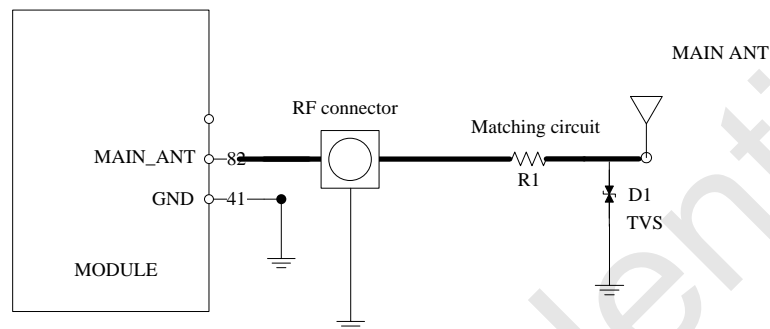 MAIN ANT
RF connector
Matching circuit
MAIN_ANT 82
R1
GND 41
D1
TVS
MODULE